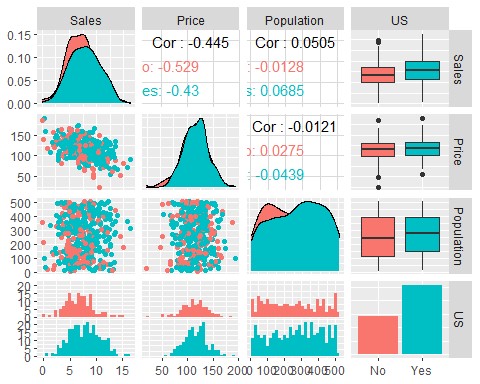 Sales Price Population US
0.15
0.10
0.05
0.00
Cor : -0.445
o: -0.529
es: -0.43
Cor : 0.0505
: -0.0128
s: 0.0685
Sales
150
100
50
Cor : -0.0121
: 0.0275
-0.0439
Price
500
400
300
200
100
0
Population
20
15
10
5
0
20
15
10
5
0
US
0 5 10 15 50 100 150 200 0 100 200 300 400 500 No Yes